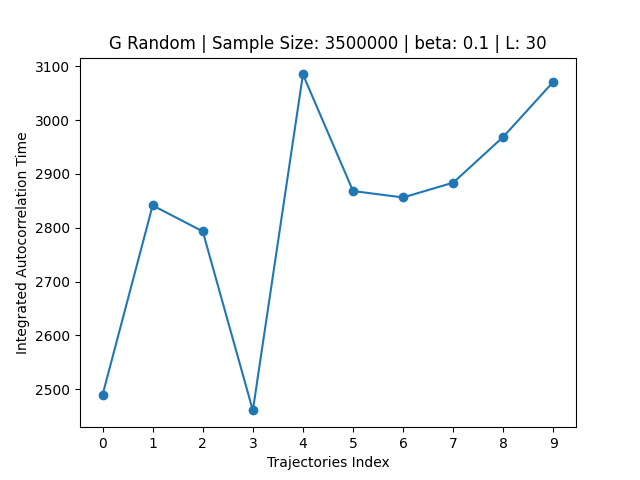 G Random | Sample Size: 3500000 | beta: 0.1 | L: 30
3100
3000
2900
2800
2700
2600
2500
Integrated Autocorrelation Time
0 1 2 3 4 5 6 7 8 9
Trajectories Index